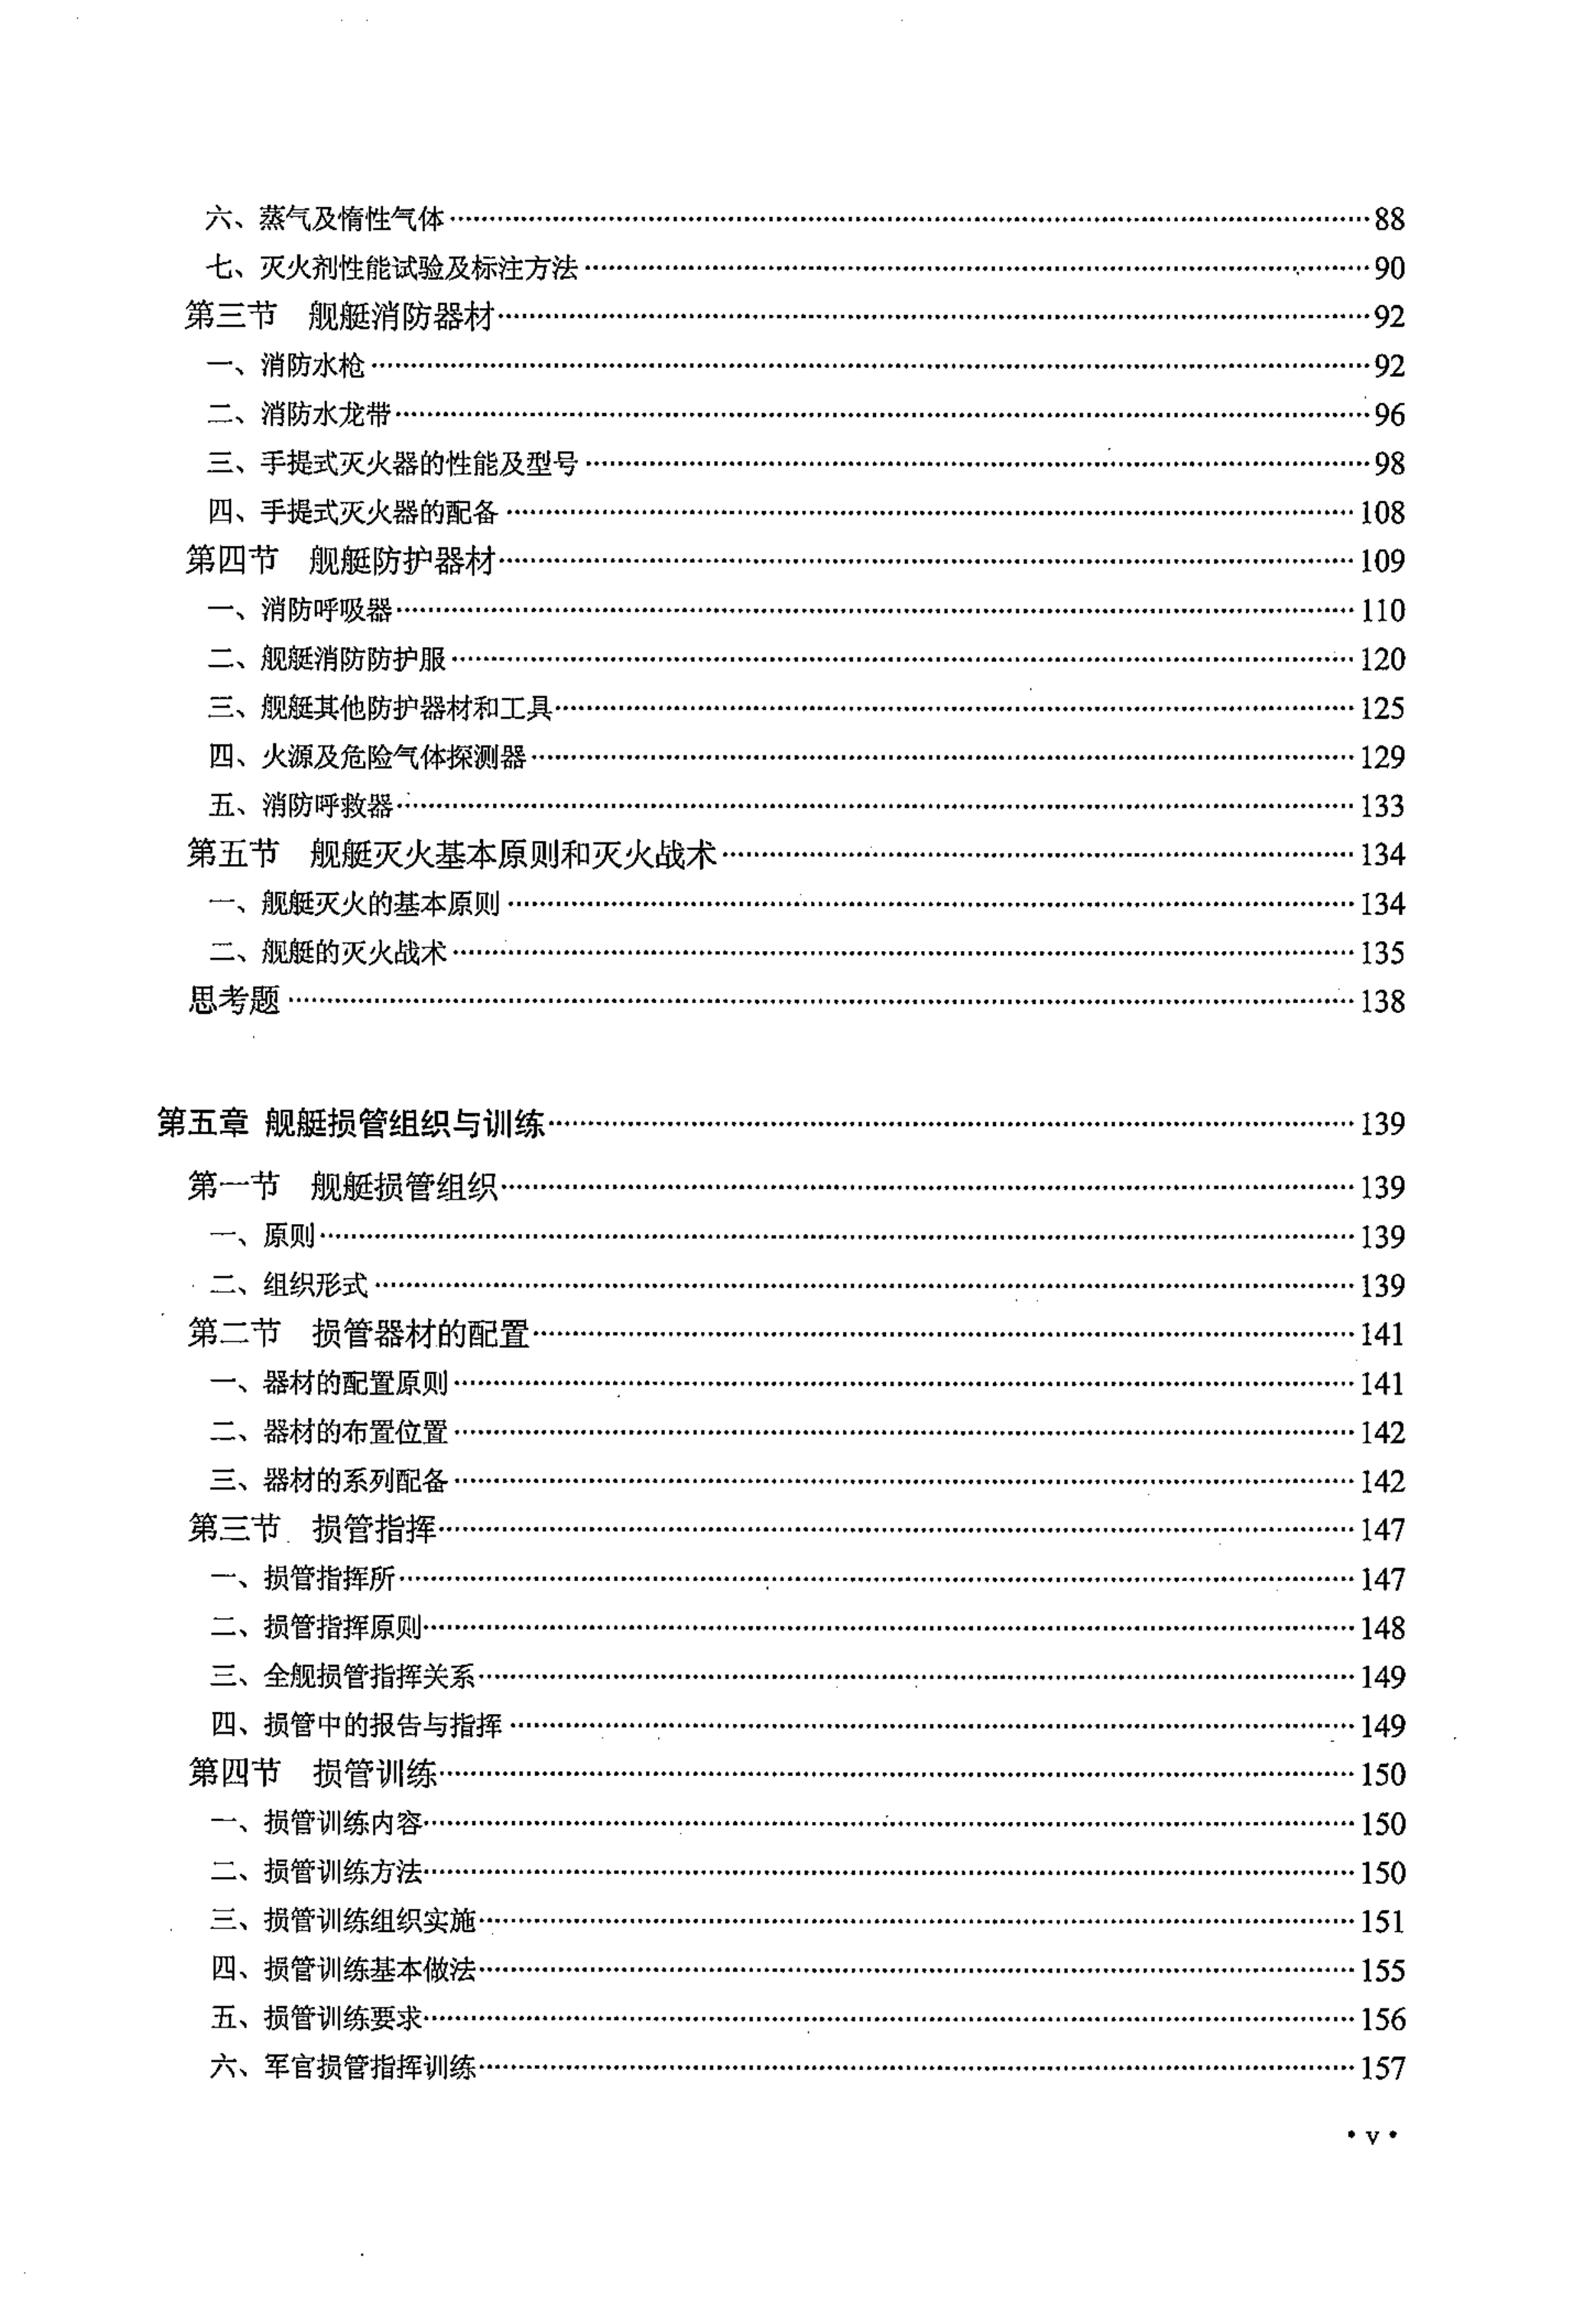 六、蒸气及惰性气体……88
七、灭火剂性能试验及标注方法……90
第三节 舰艇消防器材……92
一、消防水枪……92
二、消防水龙带……96
三、手提式灭火器的性能及型号……98
四、手提式灭火器的配备……108
第四节 舰艇防护器材……109
一、消防呼吸器……110
二、舰艇消防防护服……120
三、舰艇其他防护器材和工具……125
四、火源及危险气体探测器……129
五、消防呼救器……133
第五节 舰艇灭火基本原则和灭火战术……134
一、舰艇灭火的基本原则……134
二、舰艇的灭火战术……135
思考题……138
第五章 舰艇损管组织与训练……139
第一节 舰艇损管组织……139
一、原则……139
二、组织形式……139
第二节 损管器材的配置……141
一、器材的配置原则……141
二、器材的布置位置……142
三、器材的系列配备……142
第三节 损管指挥……147
一、损管指挥所……147
二、损管指挥原则……148
三、全舰损管指挥关系……149
四、损管中的报告与指挥……149
第四节 损管训练……150
一、损管训练内容……150
二、损管训练方法……150
三、损管训练组织实施……151
四、损管训练基本做法……155
五、损管训练要求……156
六、军官损管指挥训练……157
• v •